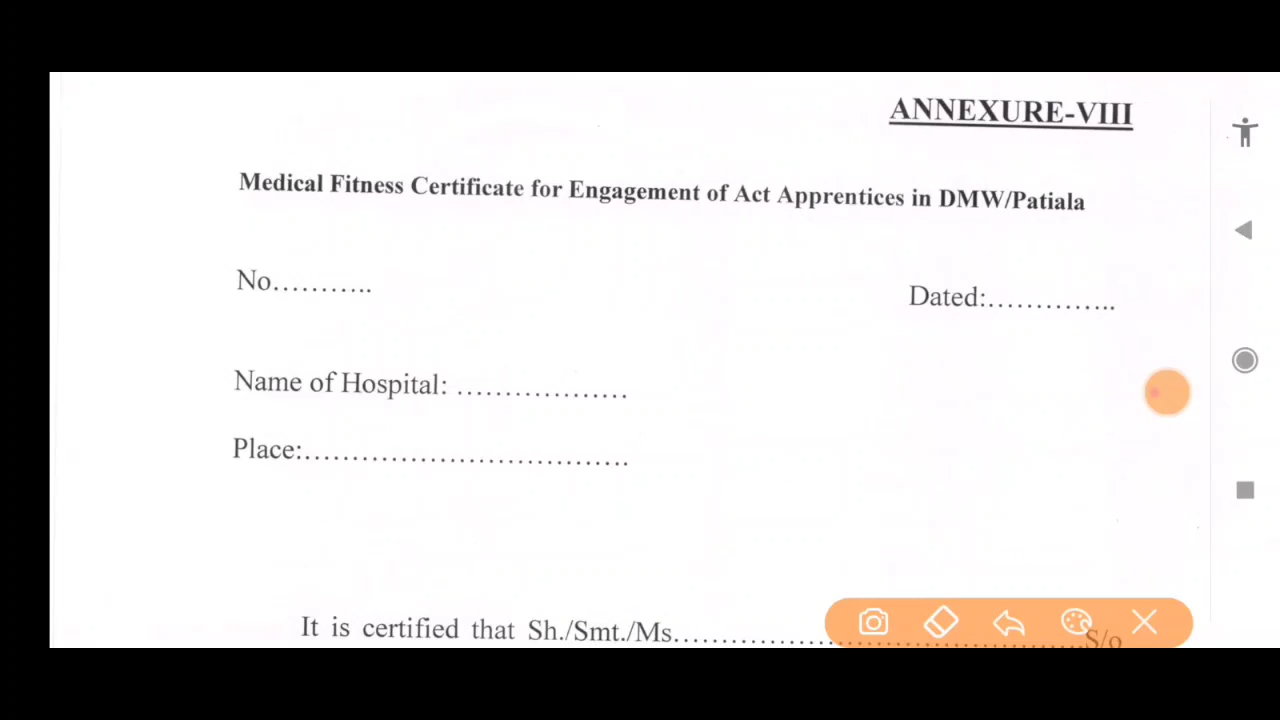 ANNEXURE-VIII
Medical Fitness Certificate for Engagement of Act Apprentices in DMW/Patiala
No...........
Dated:..............
Name of Hospital: ..................
Place:..................................
It is certified that Sh./Smt./Ms.............................................S/o